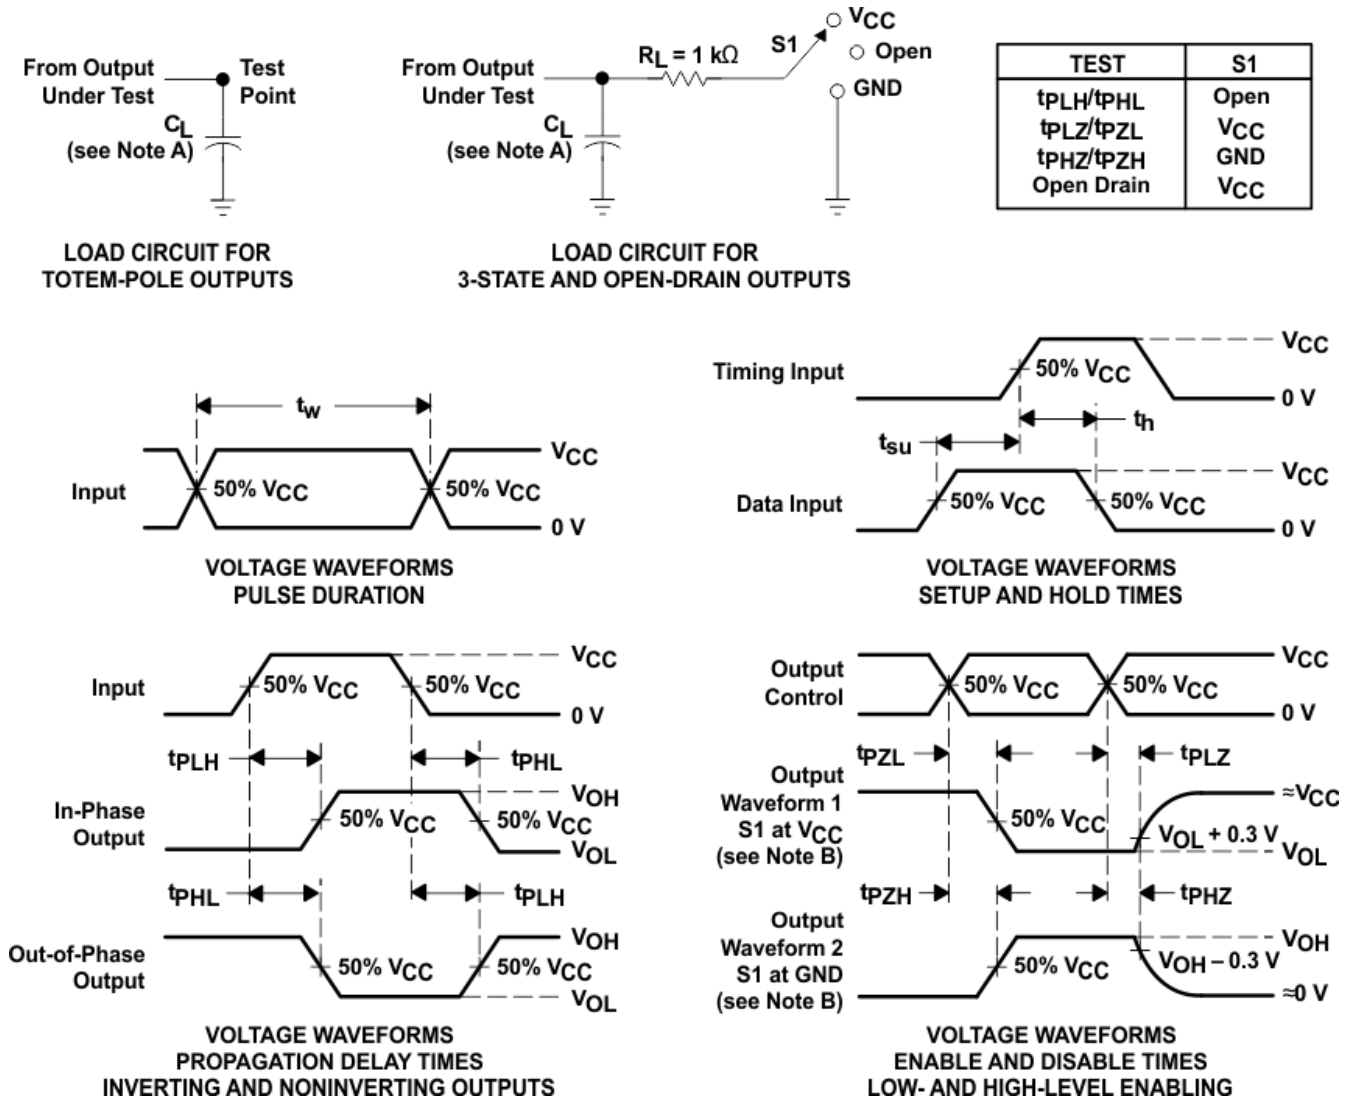 From Output
Under Test
Test
Point
CL
(see Note A)
LOAD CIRCUIT FOR
TOTEM-POLE OUTPUTS
From Output
Under Test
RL = 1 kΩ
S1
VCC
Open
GND
CL
(see Note A)
LOAD CIRCUIT FOR
3-STATE AND OPEN-DRAIN OUTPUTS
TEST S1
tPLH/tPHL Open
tPLZ/tPZL VCC
tPHZ/tPZH GND
Open Drain VCC
tw
Input
50% VCC
50% VCC
VCC
0 V
VOLTAGE WAVEFORMS
PULSE DURATION
Timing Input
50% VCC
VCC
0 V
th
tsu
Data Input
50% VCC
50% VCC
VCC
0 V
VOLTAGE WAVEFORMS
SETUP AND HOLD TIMES
Input
50% VCC
50% VCC
VCC
0 V
tPLH
tPHL
In-Phase
Output
50% VCC
50% VCC
VOH
VOL
tPHL
tPLH
Out-of-Phase
Output
50% VCC
50% VCC
VOH
VOL
VOLTAGE WAVEFORMS
PROPAGATION DELAY TIMES
INVERTING AND NONINVERTING OUTPUTS
Output
Control
50% VCC
50% VCC
VCC
0 V
tPZL
tPLZ
Output
Waveform 1
S1 at VCC
(see Note B)
50% VCC
VOL + 0.3 V
≈VCC
VOL
tPZH
tPHZ
Output
Waveform 2
S1 at GND
(see Note B)
50% VCC
VOH – 0.3 V
VOH
≈0 V
VOLTAGE WAVEFORMS
ENABLE AND DISABLE TIMES
LOW- AND HIGH-LEVEL ENABLING